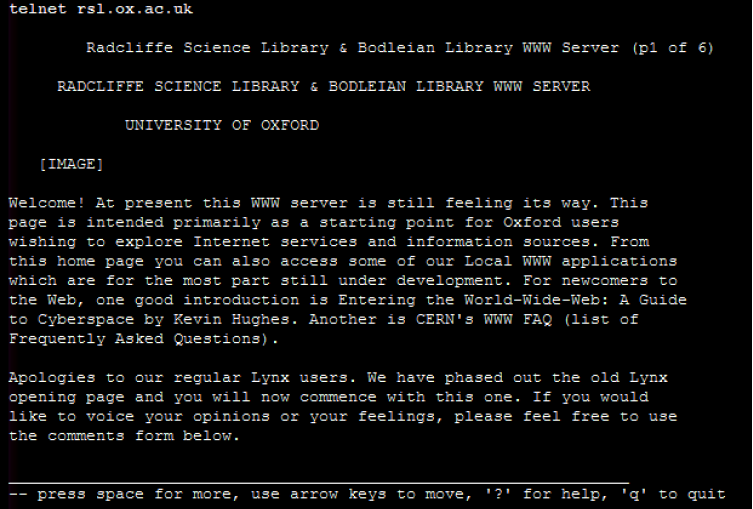 telnet rsl.ox.ac.uk
Radcliffe Science Library & Bodleian Library WWW Server (p1 of 6)
RADCLIFFE SCIENCE LIBRARY & BODLEIAN LIBRARY WWW SERVER
UNIVERSITY OF OXFORD
[IMAGE]
Welcome! At present this WWW server is still feeling its way. This
page is intended primarily as a starting point for Oxford users
wishing to explore Internet services and information sources. From
this home page you can also access some of our Local WWW applications
which are for the most part still under development. For newcomers to
the Web, one good introduction is Entering the World-Wide-Web: A Guide
to Cyberspace by Kevin Hughes. Another is CERN's WWW FAQ (list of
Frequently Asked Questions).
Apologies to our regular Lynx users. We have phased out the old Lynx
opening page and you will now commence with this one. If you would
like to voice your opinions or your feelings, please feel free to use
the comments form below.
-- press space for more, use arrow keys to move, '?' for help, 'q' to quit